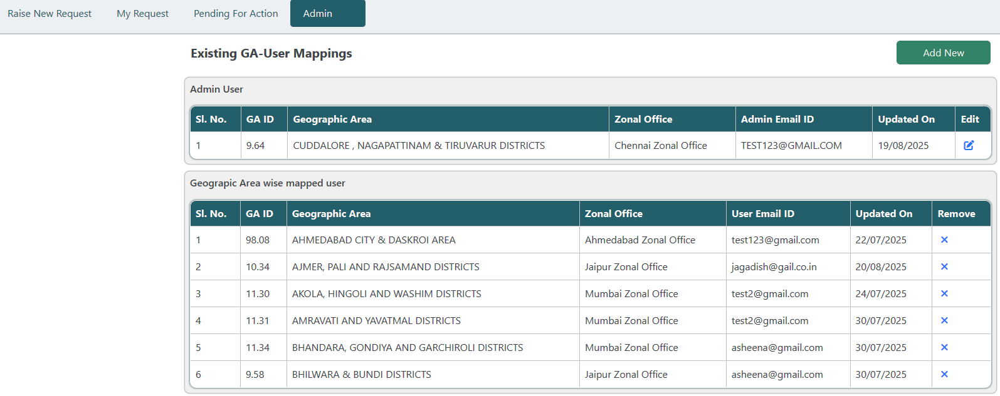 Raise New Request My Request Pending For Action Admin
Existing GA-User Mappings Add New
Admin User
Sl. No. GA ID Geographic Area Zonal Office Admin Email ID Updated On Edit
1 9.64 CUDDALORE , NAGAPATTINAM & TIRUVARUR DISTRICTS Chennai Zonal Office TEST123@GMAIL.COM 19/08/2025
Geograpic Area wise mapped user
Sl. No. GA ID Geographic Area Zonal Office User Email ID Updated On Remove
1 98.08 AHMEDABAD CITY & DASKROI AREA Ahmedabad Zonal Office test123@gmail.com 22/07/2025
2 10.34 AJMER, PALI AND RAJSAMAND DISTRICTS Jaipur Zonal Office jagadish@gail.co.in 20/08/2025
3 11.30 AKOLA, HINGOLI AND WASHIM DISTRICTS Mumbai Zonal Office test2@gmail.com 24/07/2025
4 11.31 AMRAVATI AND YAVATMAL DISTRICTS Mumbai Zonal Office test2@gmail.com 30/07/2025
5 11.34 BHANDARA, GONDIYA AND GARCHIROLI DISTRICTS Mumbai Zonal Office asheena@gmail.com 30/07/2025
6 9.58 BHILWARA & BUNDI DISTRICTS Jaipur Zonal Office asheena@gmail.com 30/07/2025